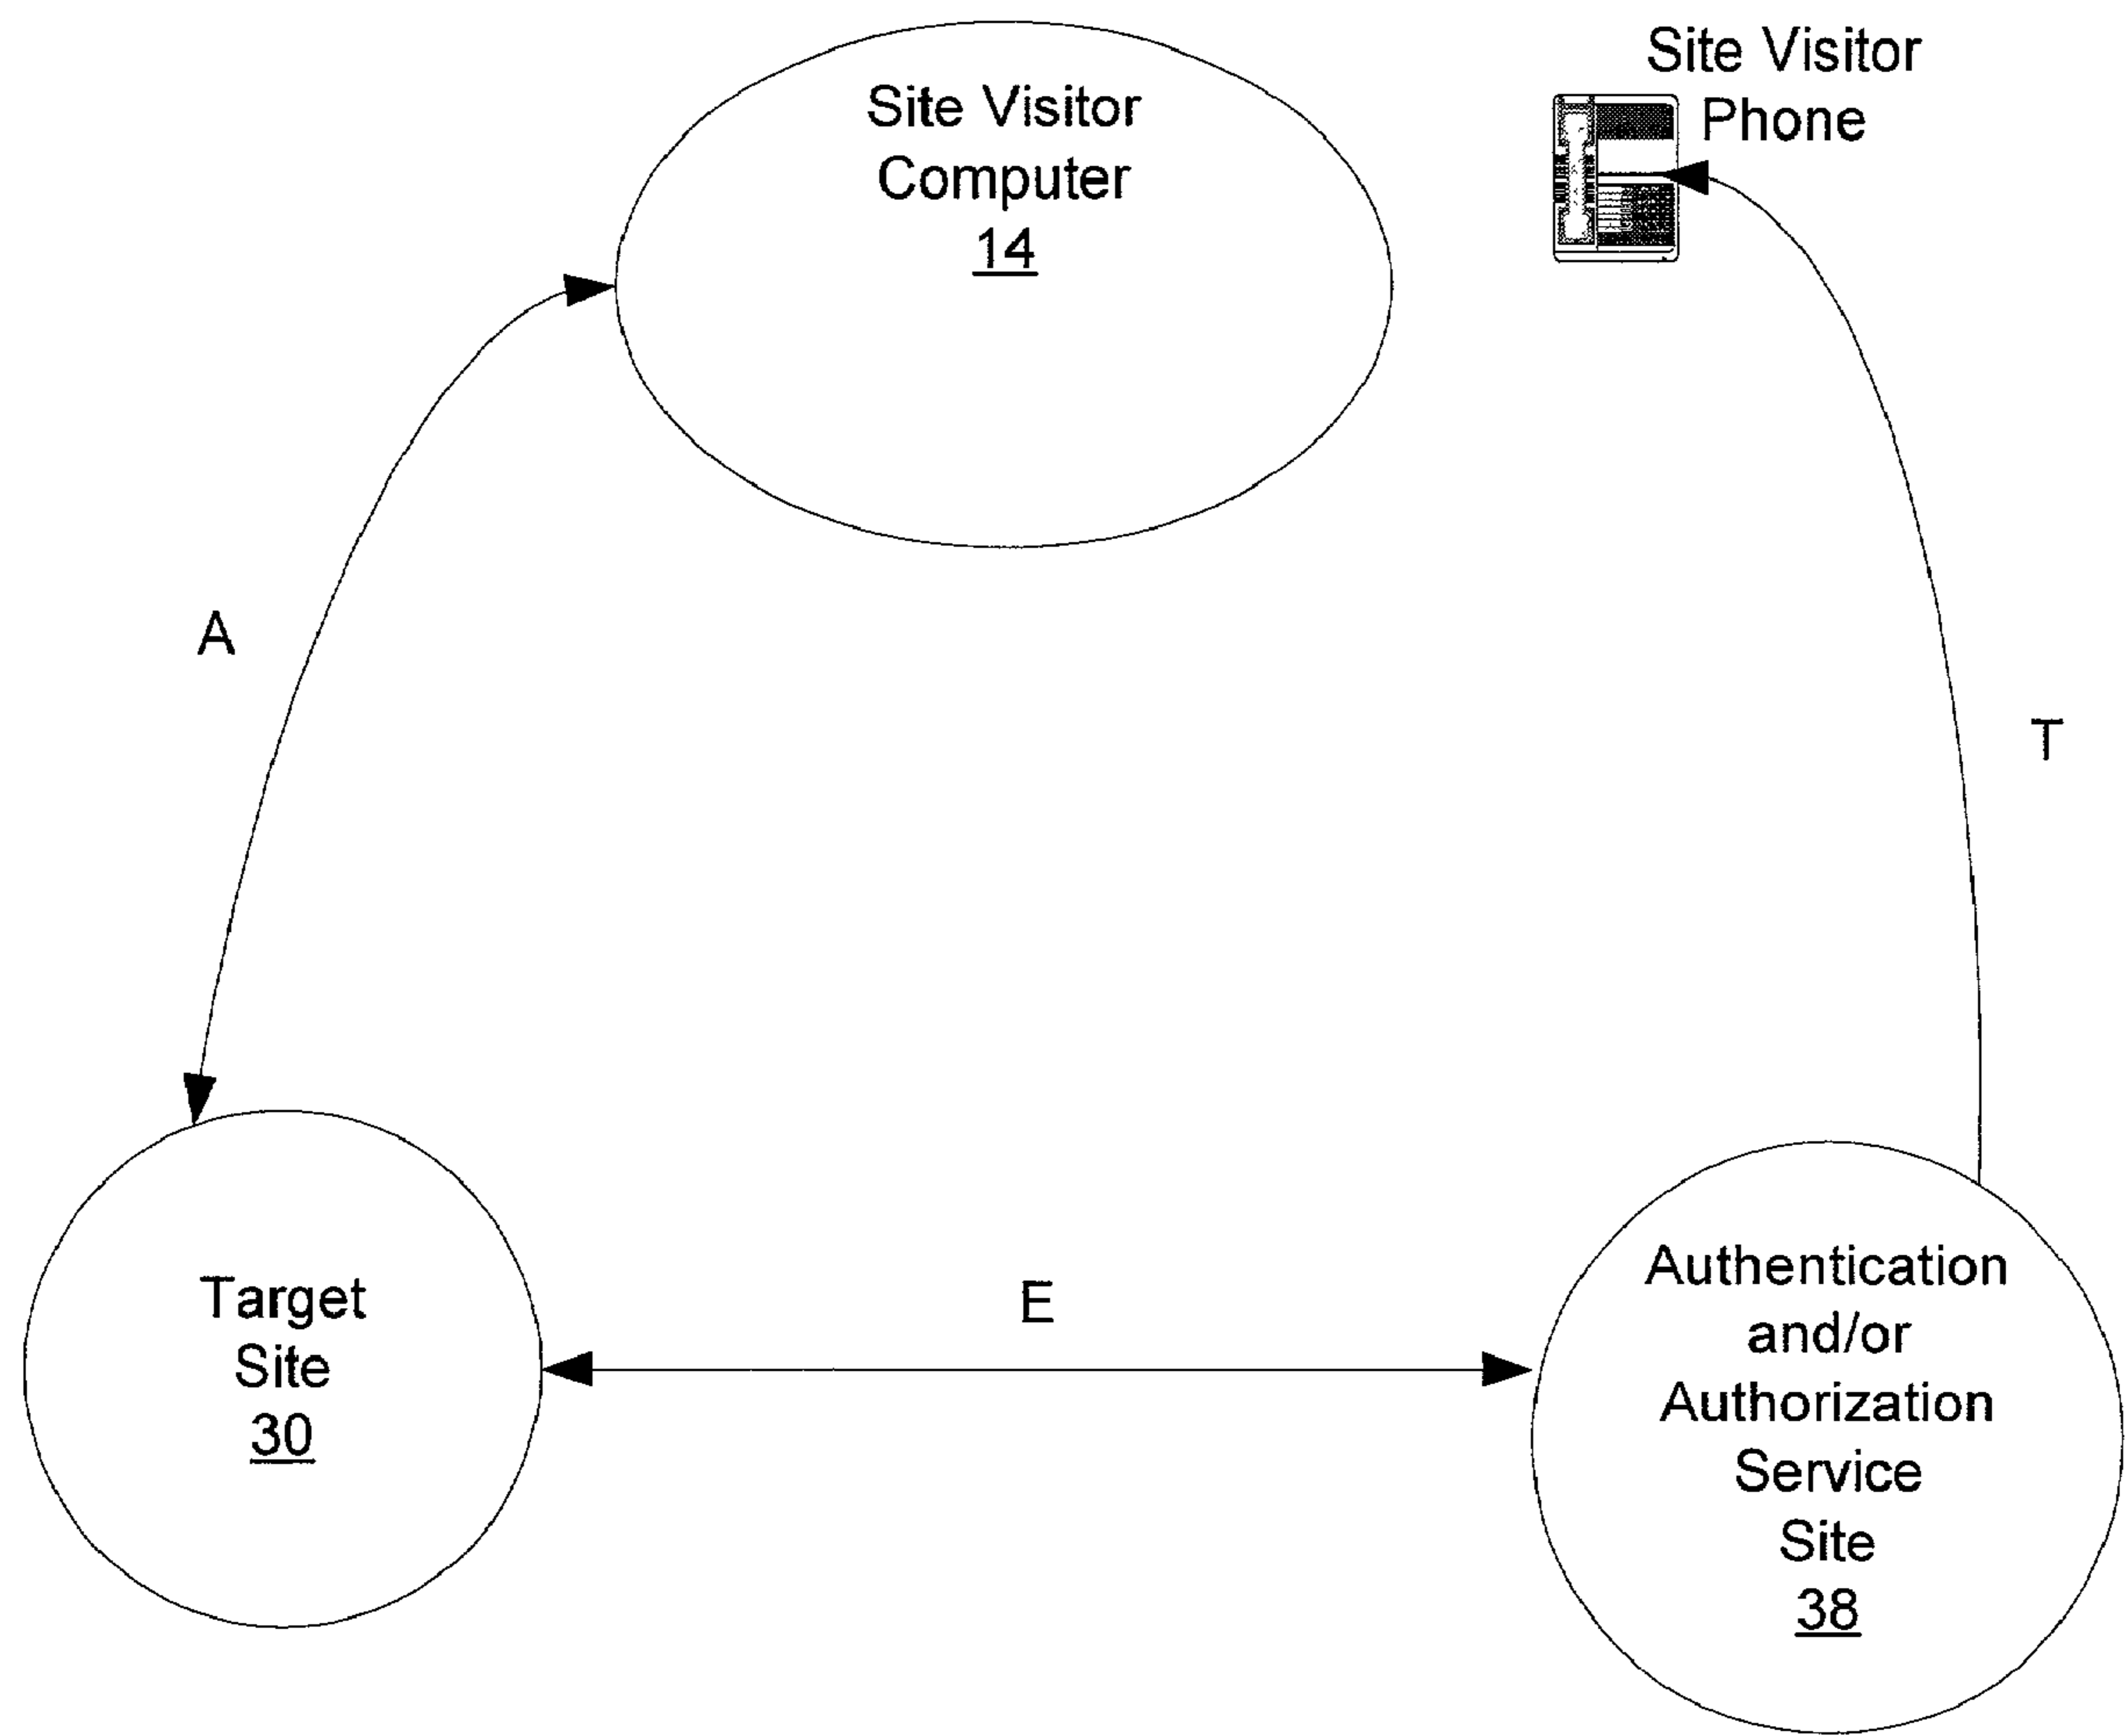 Site Visitor
Computer
14
Site Visitor
Phone
A
T
E
Target
Site
30
Authentication
and/or
Authorization
Service
Site
38